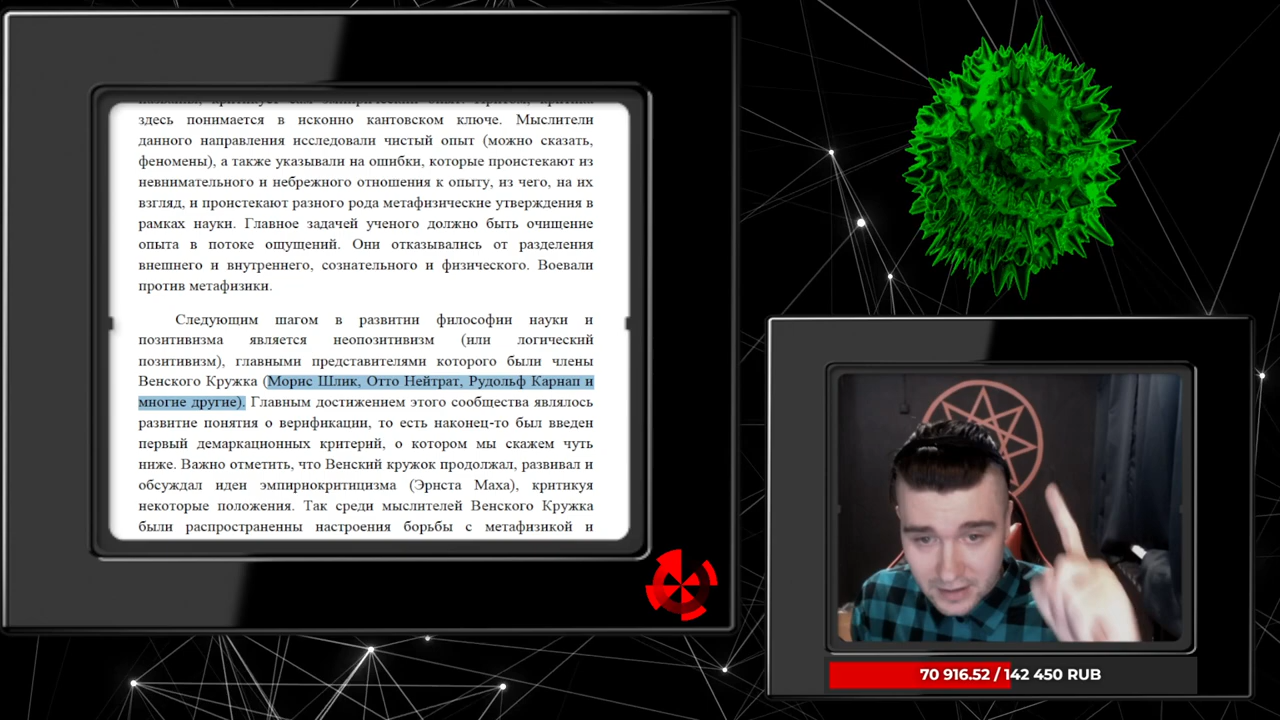 здесь понимается в исконно кантовском ключе. Мыслители
данного направления исследовали чистый опыт (можно сказать,
феномены), а также указывали на ошибки, которые проистекают из
невнимательного и небрежного отношения к опыту, из чего, на их
взгляд, и проистекают разного рода метафизические утверждения в
рамках науки. Главное задачей ученого должно быть очищение
опыта в потоке ощущений. Они отказывались от разделения
внешнего и внутреннего, сознательного и физического. Воевали
против метафизики.
Следующим шагом в развитии философии науки и
позитивизма является неопозитивизм (или логический
позитивизм), главными представителями которого были члены
Венского Кружка (Морис Шлик, Отто Нейтрат, Рудольф Карнап и
многие другие). Главным достижением этого сообщества являлось
развитие понятия о верификации, то есть наконец-то был введен
первый демаркационных критерий, о котором мы скажем чуть
ниже. Важно отметить, что Венский кружок продолжал, развивал и
обсуждал идеи эмпириокритицизма (Эрнста Маха), критикуя
некоторые положения. Так среди мыслителей Венского Кружка
были распространенны настроения борьбы с метафизикой и
70 916.52 / 142 450 RUB